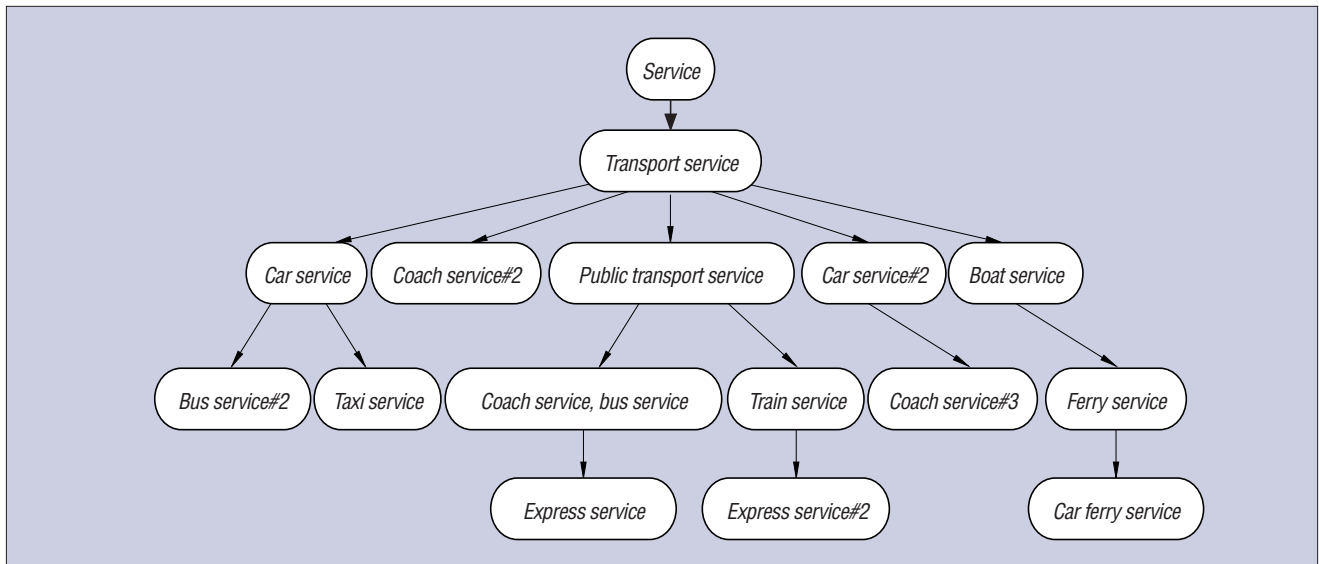 Service
Transport service
Car service
Coach service#2
Public transport service
Car service#2
Boat service
Bus service#2
Taxi service
Coach service, bus service
Train service
Coach service#3
Ferry service
Express service
Express service#2
Car ferry service